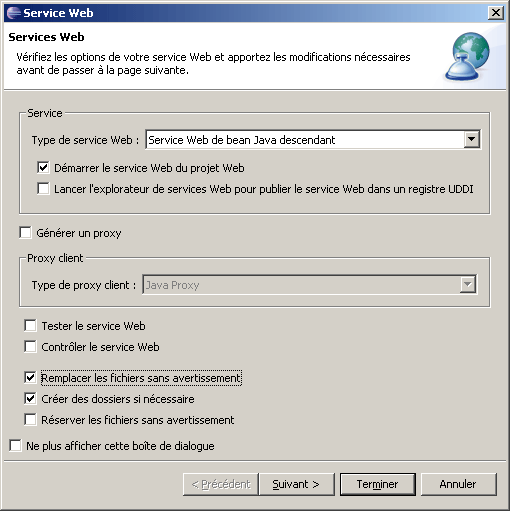 Service Web
Services Web
Vérifiez les options de votre service Web et apportez les modifications nécessaires
avant de passer à la page suivante.
Service
Type de service Web : Service Web de bean Java descendant
Démarrer le service Web du projet Web
Lancer l'explorateur de services Web pour publier le service Web dans un registre UDDI
Générer un proxy
Proxy client
Type de proxy client : Java Proxy
Tester le service Web
Contrôler le service Web
Remplacer les fichiers sans avertissement
Créer des dossiers si nécessaire
Réserver les fichiers sans avertissement
Ne plus afficher cette boîte de dialogue
< Précédent Suivant > Terminer Annuler